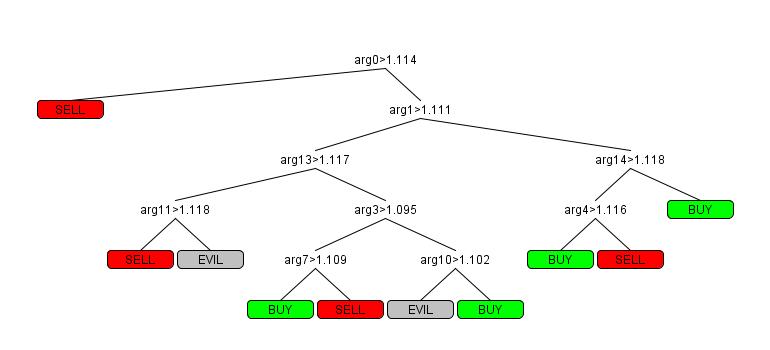 arg0>1.114
SELL
arg1>1.111
arg13>1.117
arg14>1.118
arg11>1.118
arg3>1.095
arg4>1.116
BUY
SELL
EVIL
arg7>1.109
arg10>1.102
BUY
SELL
BUY
SELL
EVIL
BUY